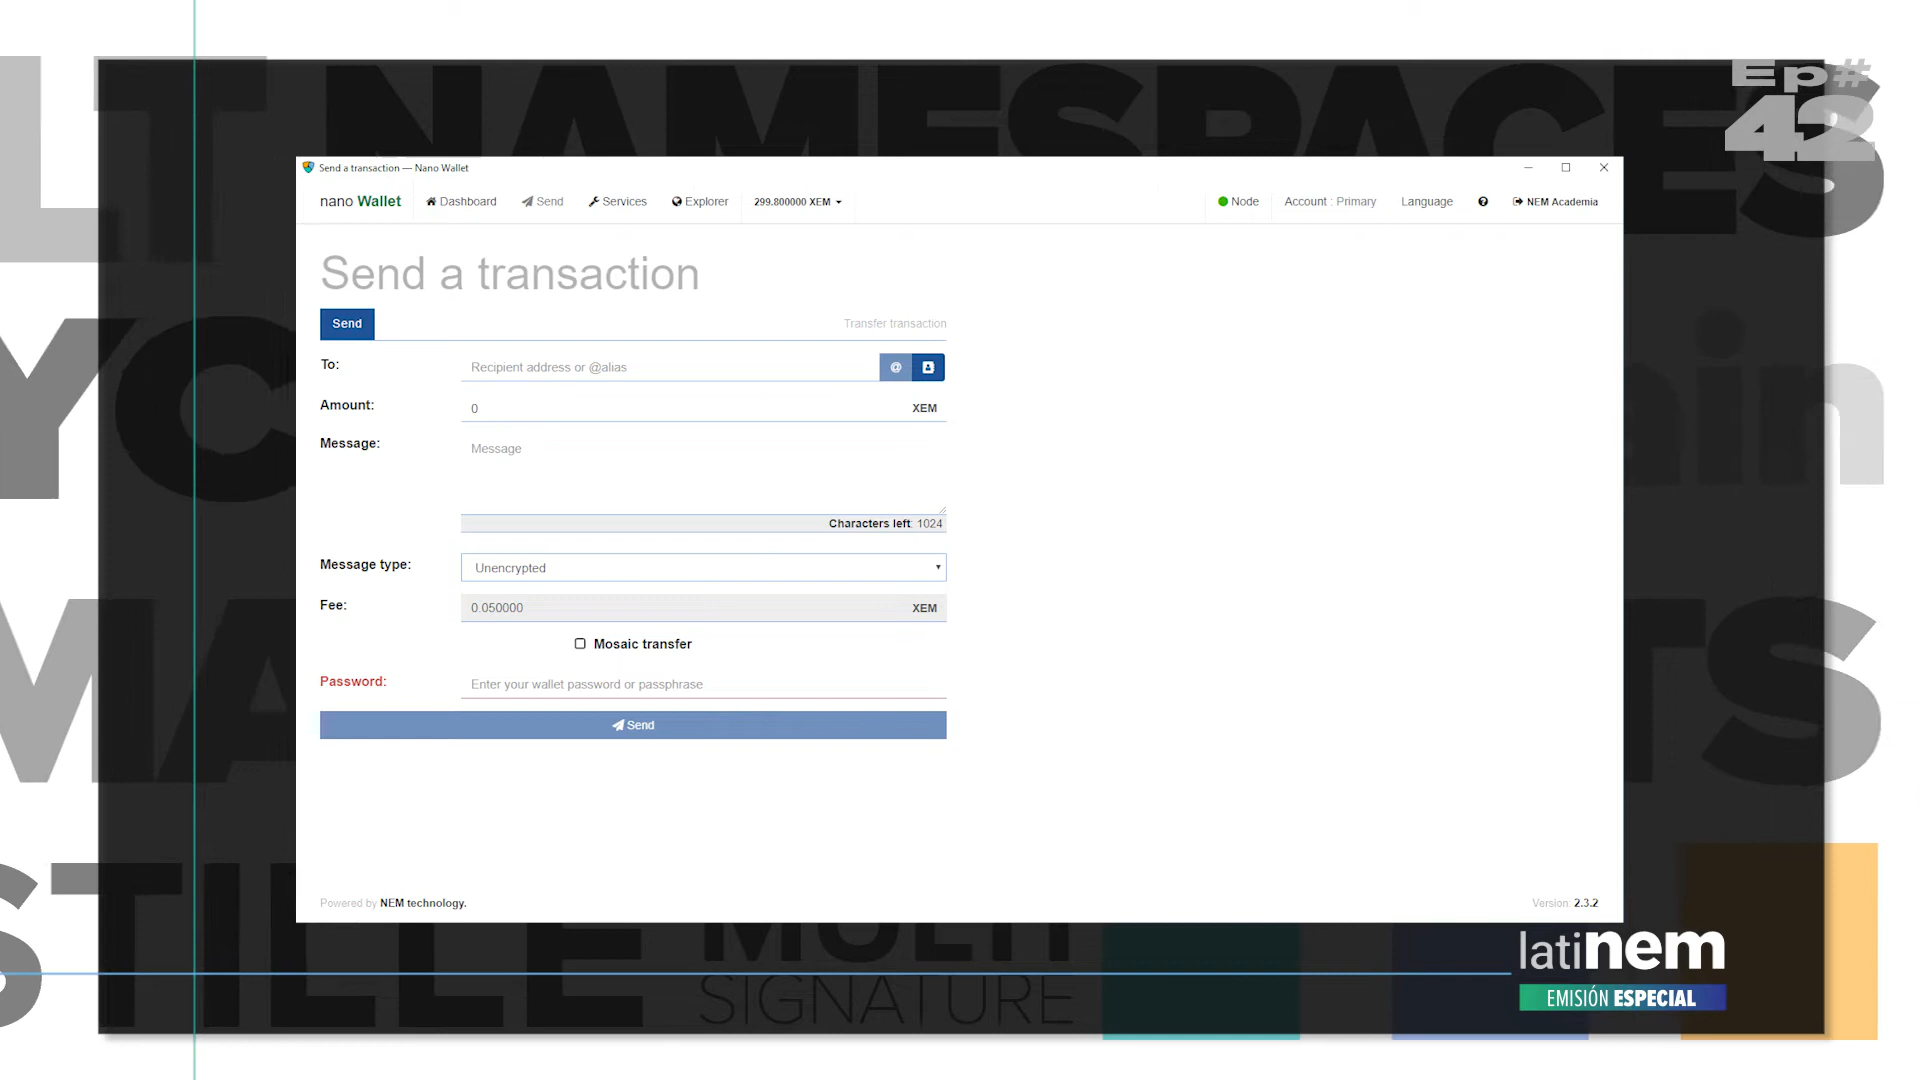 NAMESPACES
Ep#
42
Send a transaction — Nano Wallet
nano Wallet
Dashboard
Send
Services
Explorer
299.800000 XEM
Node
Account : Primary
Language
NEM Academia
Send a transaction
Send
Transfer transaction
To:
Recipient address or @alias
@
Amount:
0
XEM
Message:
Message
Characters left: 1024
Message type:
Unencrypted
Fee:
0.050000
XEM
Mosaic transfer
Password:
Enter your wallet password or passphrase
Send
Powered by NEM technology.
Version: 2.3.2
MULTI
SIGNATURE
latinem
EMISIÓN ESPECIAL